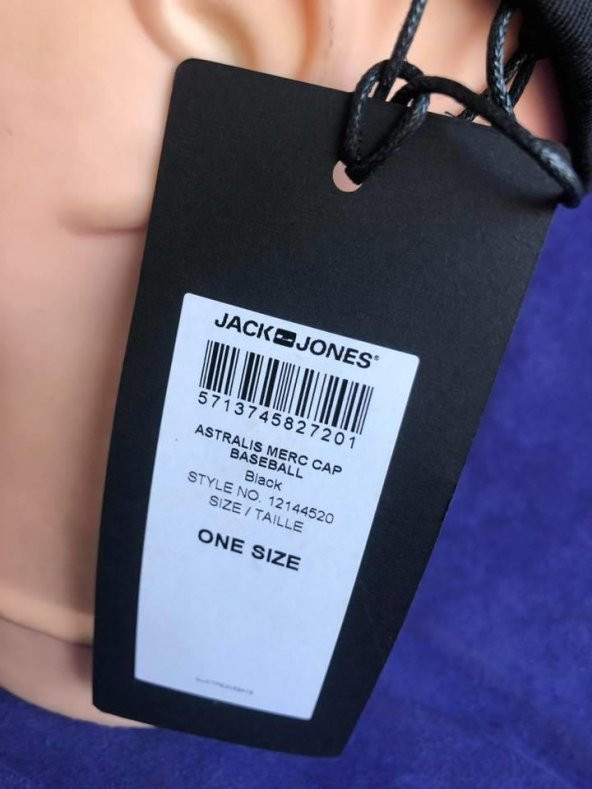 JACK JONES®
5713745827201
ASTRALIS MERC CAP
BASEBALL
Black
STYLE NO. 12144520
SIZE / TAILLE
ONE SIZE